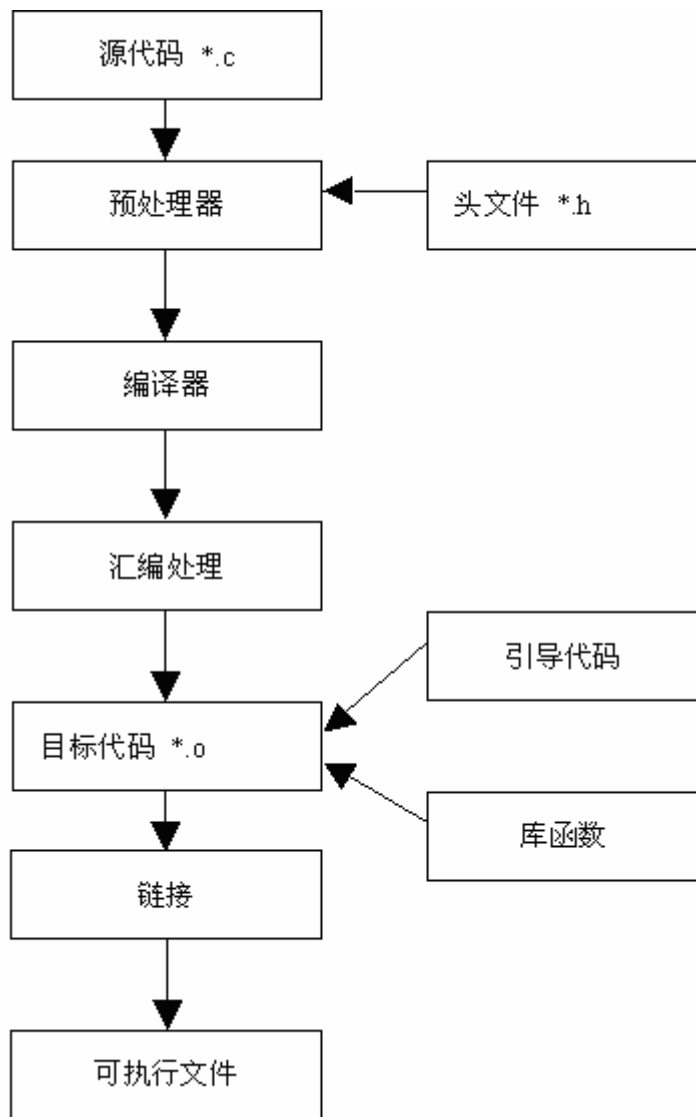 源代码 *.c
预处理器
头文件 *.h
编译器
汇编处理
引导代码
目标代码 *.o
库函数
链接
可执行文件